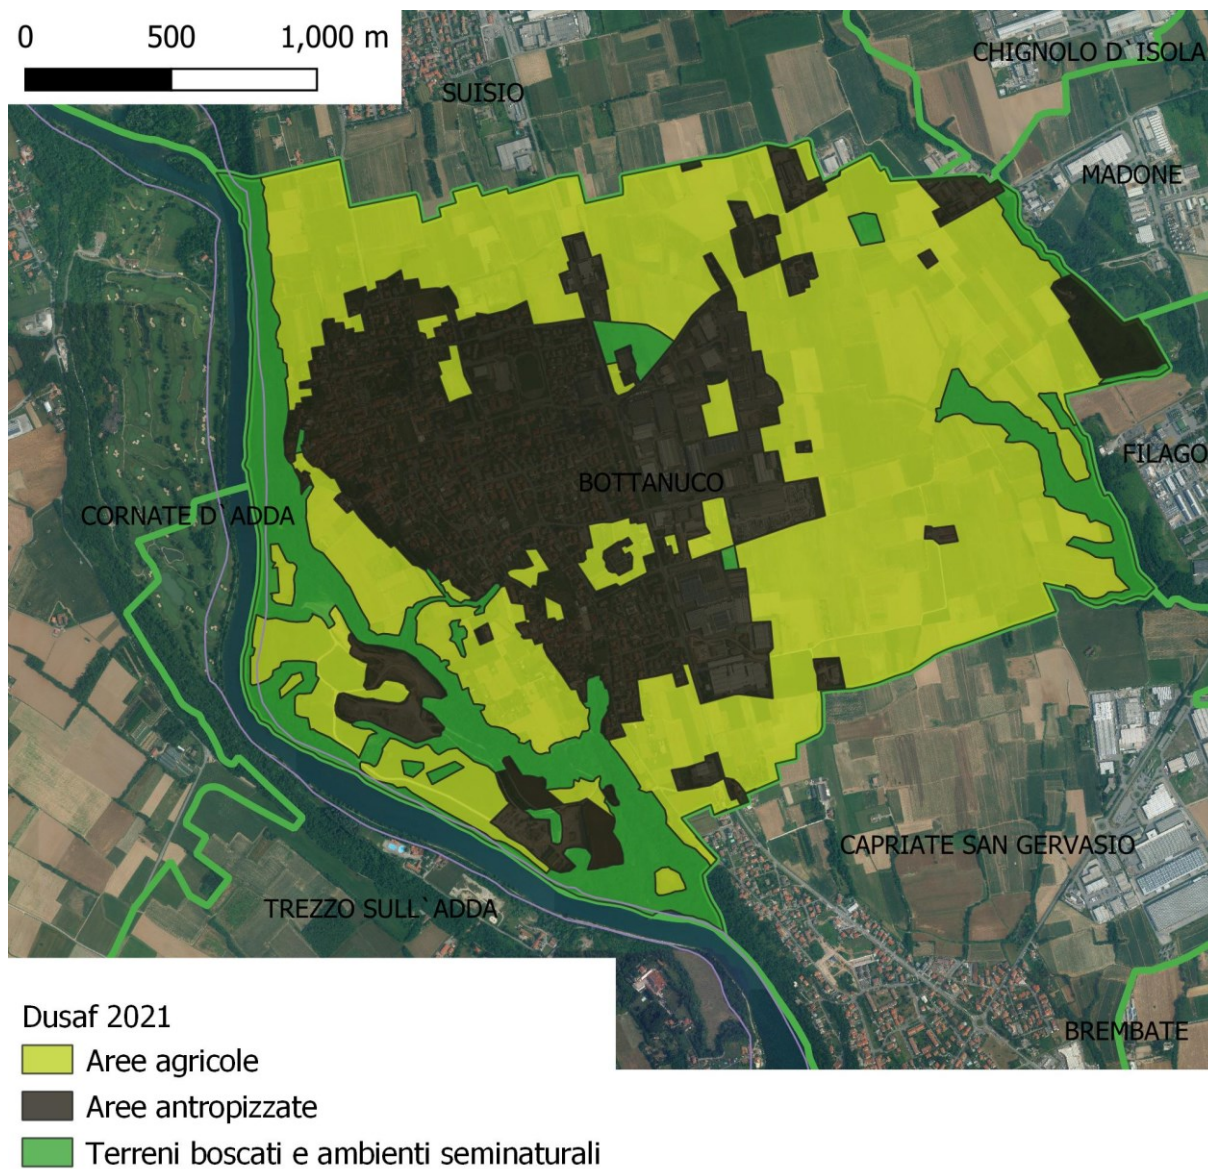 0 500 1,000 m
CHIGNOLO D`ISOLA
SUISIO
MADONE
FILAGO
BOTTANUCO
CORNATE D`ADDA
CAPRIATE SAN GERVASIO
TREZZO SULL`ADDA
BREMBATE
Dusaf 2021
Aree agricole
Aree antropizzate
Terreni boscati e ambienti seminaturali